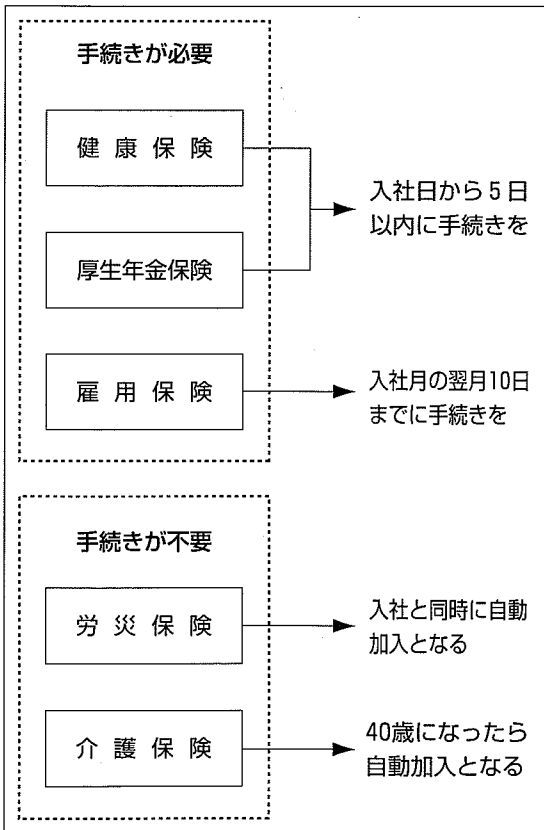 手続きが必要
健康保険
入社日から5日
以内に手続きを
厚生年金保険
雇用保険
入社月の翌月10日
までに手続きを
手続きが不要
労災保険
入社と同時に自動
加入となる
介護保険
40歳になったら
自動加入となる